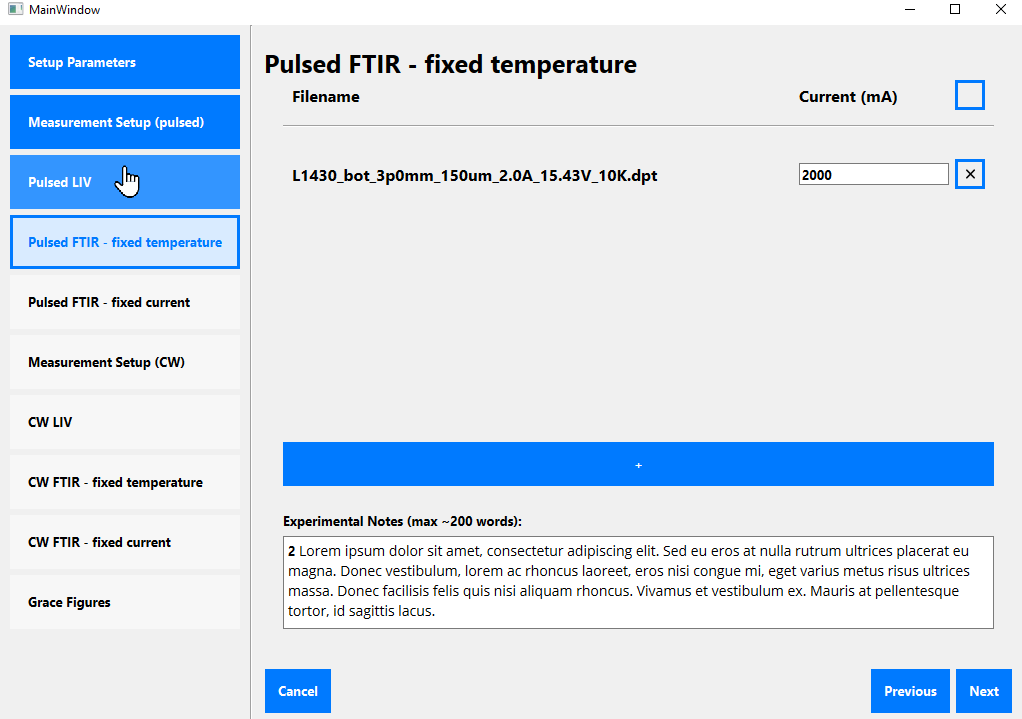 MainWindow
Setup Parameters
Measurement Setup (pulsed)
Pulsed LIV
Pulsed FTIR - fixed temperature
Pulsed FTIR - fixed current
Measurement Setup (CW)
CW LIV
CW FTIR - fixed temperature
CW FTIR - fixed current
Grace Figures
Pulsed FTIR - fixed temperature
Filename Current (mA)
L1430_bot_3p0mm_150um_2.0A_15.43V_10K.dpt 2000 ×
+
Experimental Notes (max ~200 words):
2 Lorem ipsum dolor sit amet, consectetur adipiscing elit. Sed eu eros at nulla rutrum ultrices placerat eu
magna. Donec vestibulum, lorem ac rhoncus laoreet, eros nisi congue mi, eget varius metus risus ultrices
massa. Donec facilisis felis quis nisi aliquam rhoncus. Vivamus et vestibulum ex. Mauris at pellentesque
tortor, id sagittis lacus.
Cancel Previous Next